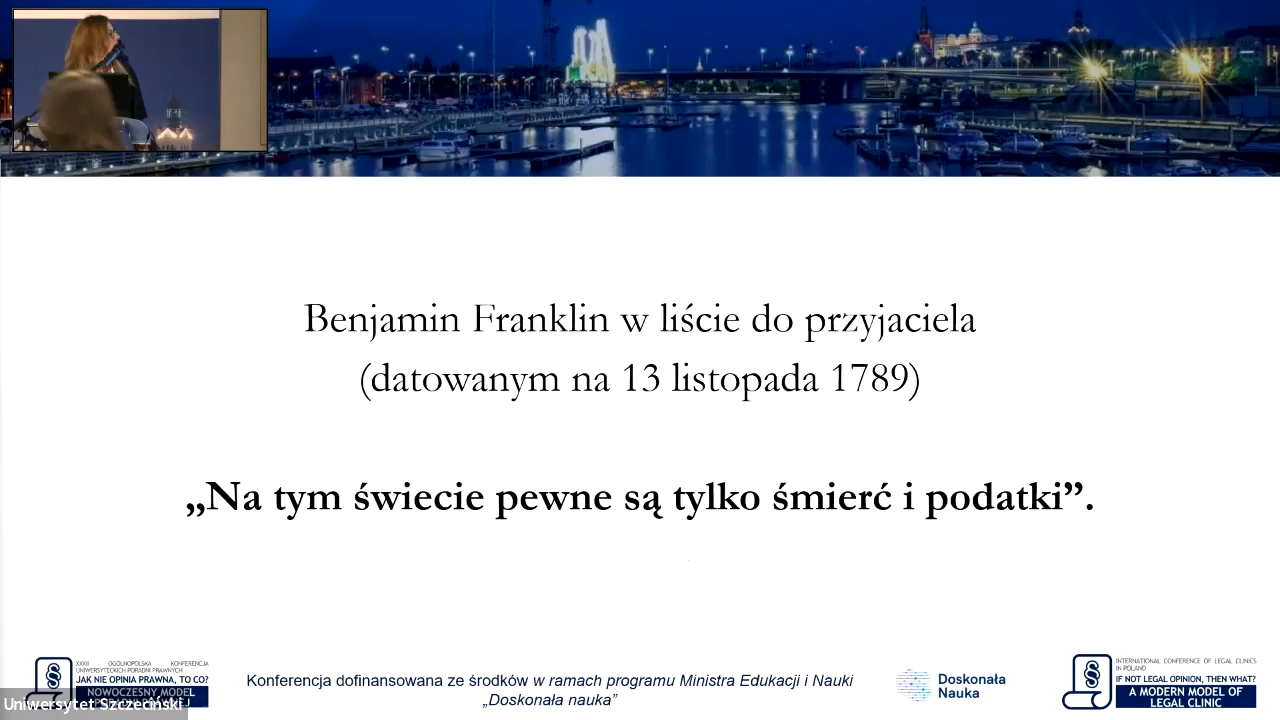 Benjamin Franklin w liście do przyjaciela
(datowanym na 13 listopada 1789)
„Na tym świecie pewne są tylko śmierć i podatki”.
XXXII OGÓLNOPOLSKA KONFERENCJA
UNIWERSYTECKICH PORADNI PRAWNYCH
JAK NIE OPINIA PRAWNA, TO CO?
NOWOCZESNY MODEL
Uniwersytet Szczeciński
Konferencja dofinansowana ze środków w ramach programu Ministra Edukacji i Nauki
„Doskonała nauka”
Doskonała
Nauka
INTERNATIONAL CONFERENCE OF LEGAL CLINICS
IN POLAND
IF NOT LEGAL OPINION, THEN WHAT?
A MODERN MODEL OF
LEGAL CLINIC